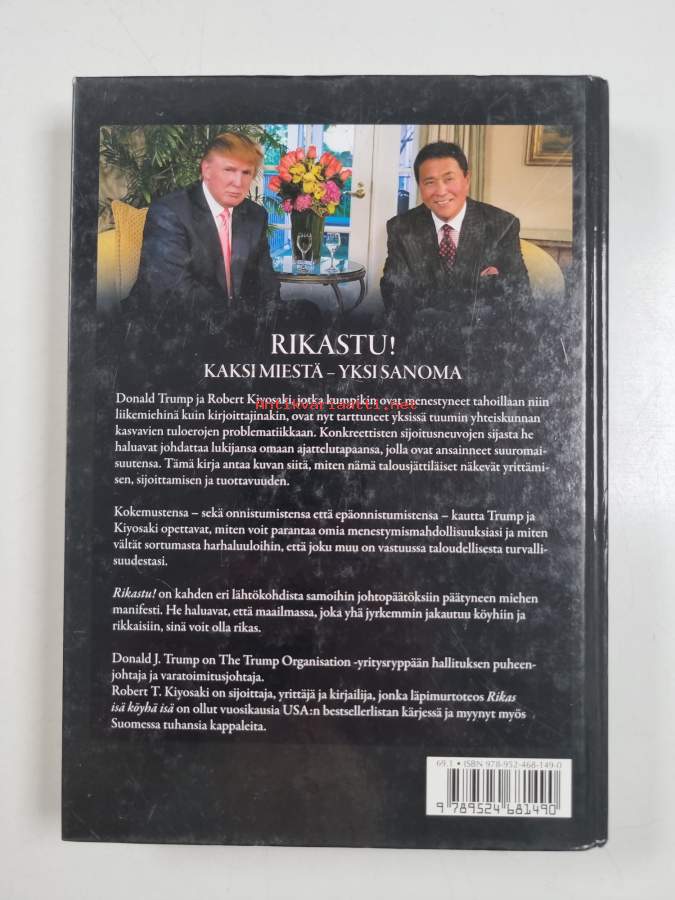 RIKASTU!
KAKSI MIESTÄ – YKSI SANOMA
Donald Trump ja Robert Kiyosaki, jotka kumpikin ovat menestyneet tahoillaan niin
Antikvariaatti.net
liikemiehinä kuin kirjoittajinakin, ovat nyt tarttuneet yksissä tuumin yhteiskunnan
kasvavien tuloerojen problematiikkaan. Konkreettisten sijoitusneuvojen sijasta he
haluavat johdattaa lukijansa omaan ajattelutapaansa, jolla ovat ansainneet suuromai-
suutensa. Tämä kirja antaa kuvan siitä, miten nämä talousjättiläiset näkevät yrittämi-
sen, sijoittamisen ja tuottavuuden.
Kokemustensa – sekä onnistumistensa että epäonnistumistensa – kautta Trump ja
Kiyosaki opettavat, miten voit parantaa omia menestymismahdollisuuksiasi ja miten
vältät sortumasta harhaluuloihin, että joku muu on vastuussa taloudellisesta turvalli-
suudestasi.
Rikastu! on kahden eri lähtökohdista samoihin johtopäätöksiin päätyneen miehen
manifesti. He haluavat, että maailmassa, joka yhä jyrkemmin jakautuu köyhiin ja
rikkaisiin, sinä voit olla rikas.
Donald J. Trump on The Trump Organisation -yritysryppään hallituksen puheen-
johtaja ja varatoimitusjohtaja.
Robert T. Kiyosaki on sijoittaja, yrittäjä ja kirjailija, jonka läpimurtoteos Rikas
isä köyhä isä on ollut vuosikausia USA:n bestsellerlistan kärjessä ja myynyt myös
Suomessa tuhansia kappaleita.
69.1 • ISBN 978-952-468-149-0
9 789524 681490